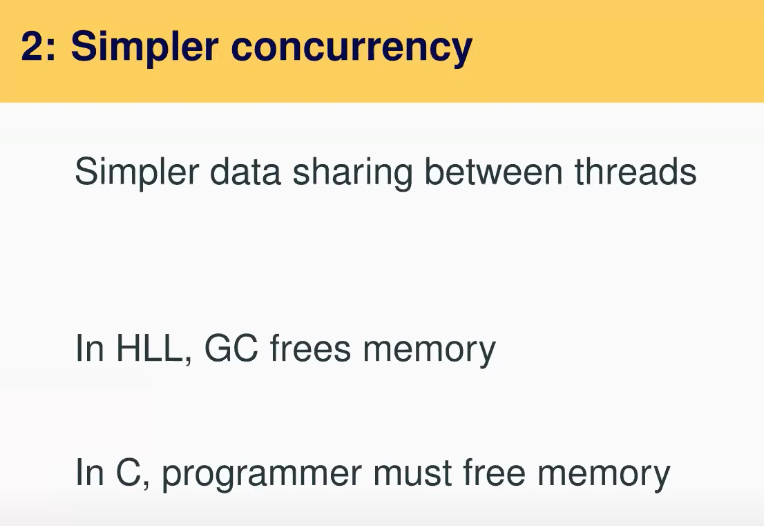 2: Simpler concurrency
Simpler data sharing between threads
In HLL, GC frees memory
In C, programmer must free memory